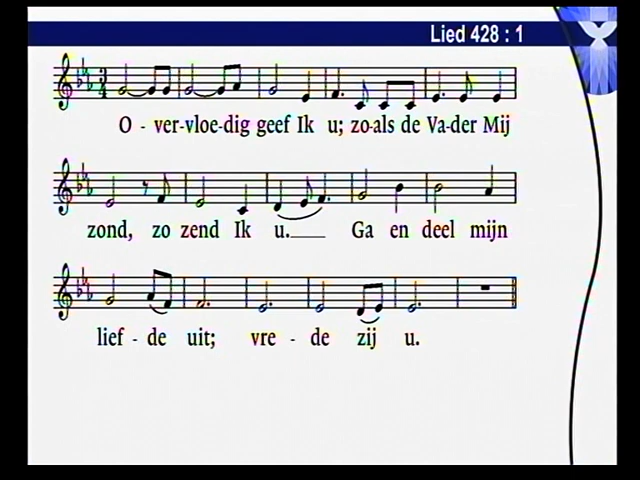 Lied 428 : 1
O - ver-vloe-dig geef Ik u; zo-als de Va-der Mij
zond, zo zend Ik u.___ Ga en deel mijn
lief - de uit; vre - de zij u.